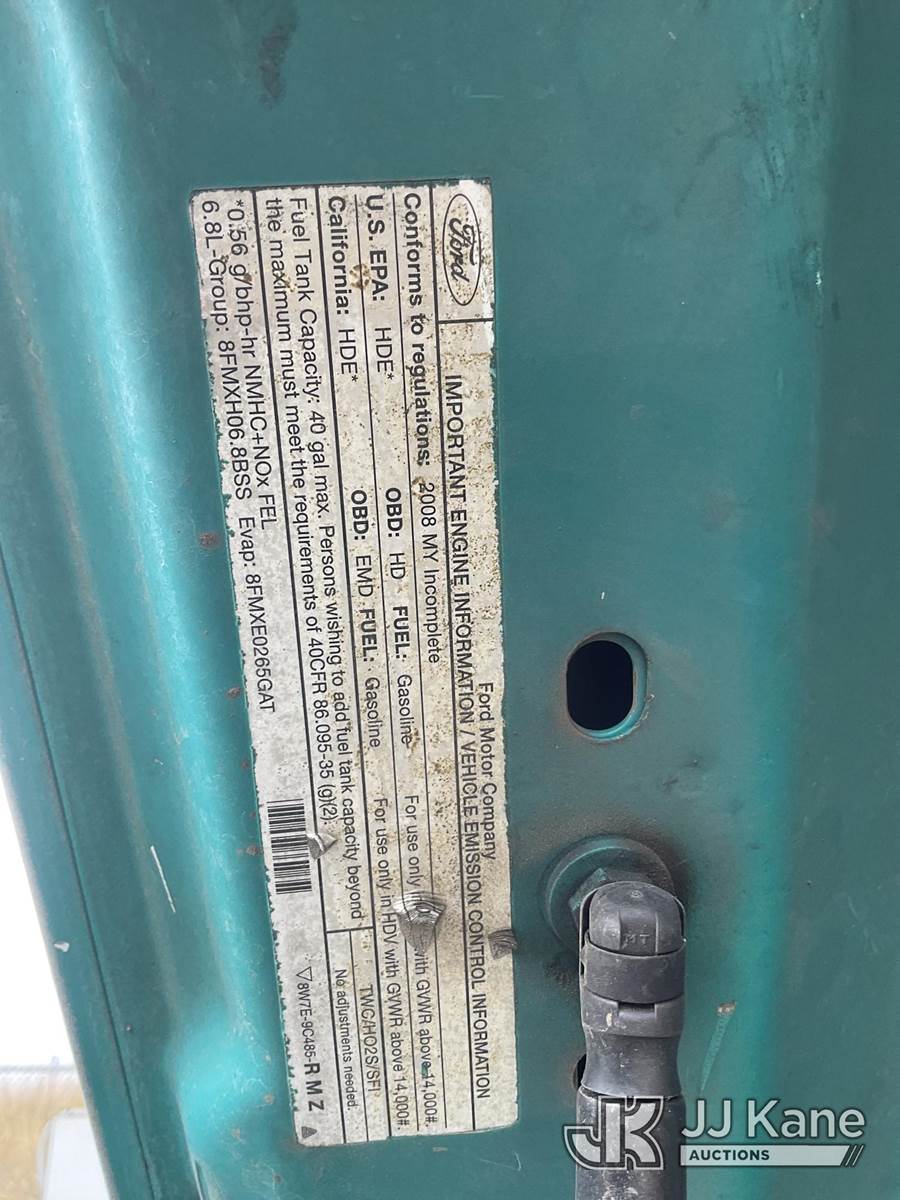 Ford
Ford Motor Company
IMPORTANT ENGINE INFORMATION / VEHICLE EMISSION CONTROL INFORMATION
Conforms to regulations: 2008 MY Incomplete
U.S. EPA: HDE* OBD: HD FUEL: Gasoline For use only with GVWR above 14,000#.
California: HDE* OBD: EMD FUEL: Gasoline For use only in HDV with GVWR above 14,000#.
Fuel Tank Capacity: 40 gal max. Persons wishing to add fuel tank capacity beyond
the maximum must meet the requirements of 40CFR 86.095-35 (g)(2).
TWC/HO2S/SFI
No adjustments needed.
*0.56 g/bhp-hr NMHC+NOx FEL
6.8L-Group: 8FMXH06.8BSS Evap: 8FMXE0265GAT
8W7E-9C485-R M Z
MT
JK JJ Kane
AUCTIONS